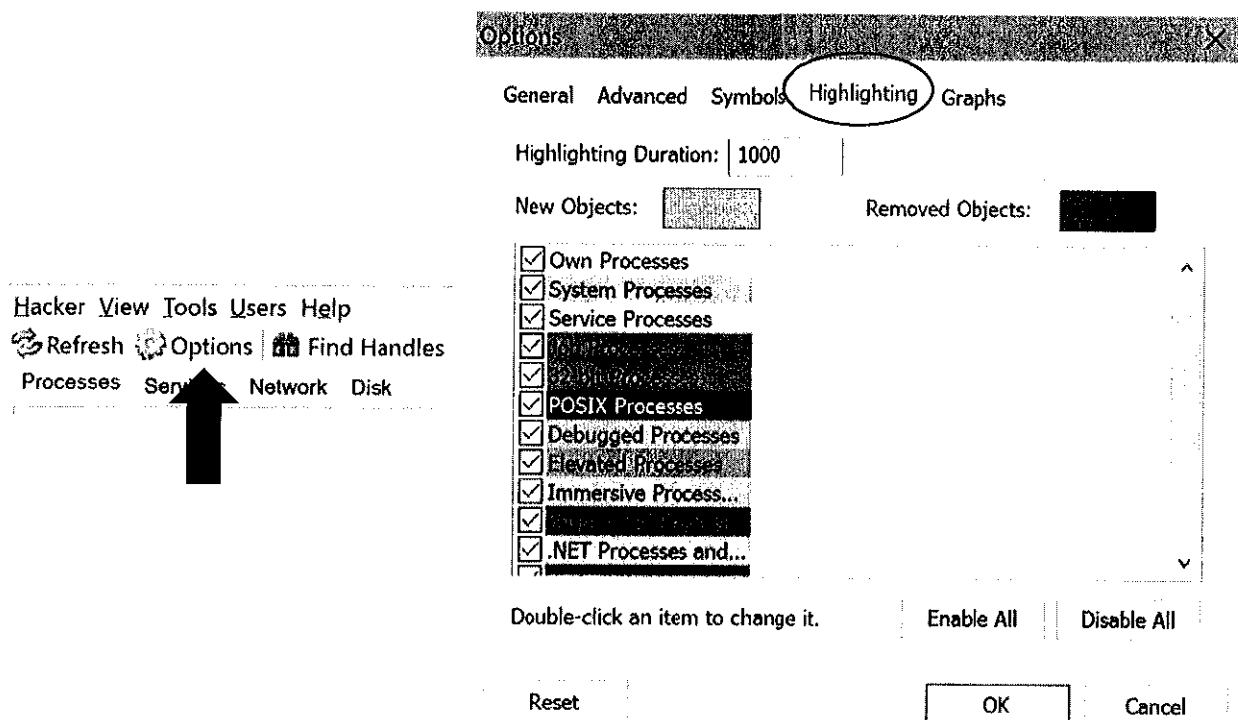 Hacker View Tools Users Help
Refresh Options Find Handles
Processes Network Disk
Options
General Advanced Symbols Highlighting Graphs
Highlighting Duration: 1000
New Objects: Removed Objects:
Own Processes
System Processes
Service Processes
POSIX Processes
Debugged Processes
Elevated Processes
Immersive Process...
.NET Processes and...
Double-click an item to change it. Enable All Disable All
Reset OK Cancel